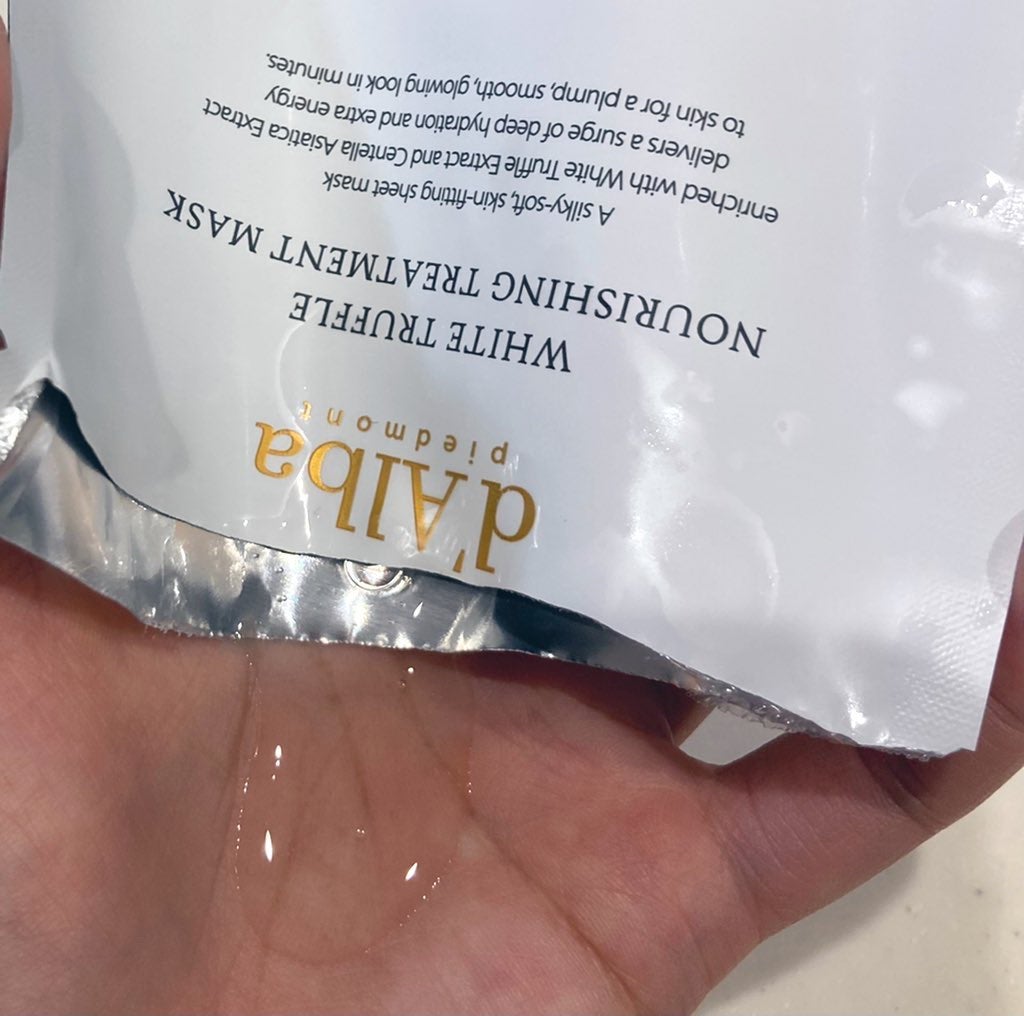 d'Alba
piedmont
WHITE TRUFFLE
NOURISHING TREATMENT MASK
A silky-soft, skin-fitting sheet mask
enriched with White Truffle Extract and Centella Asiatica Extract
delivers a surge of deep hydration and extra energy
to skin for a plump, smooth, glowing look in minutes.